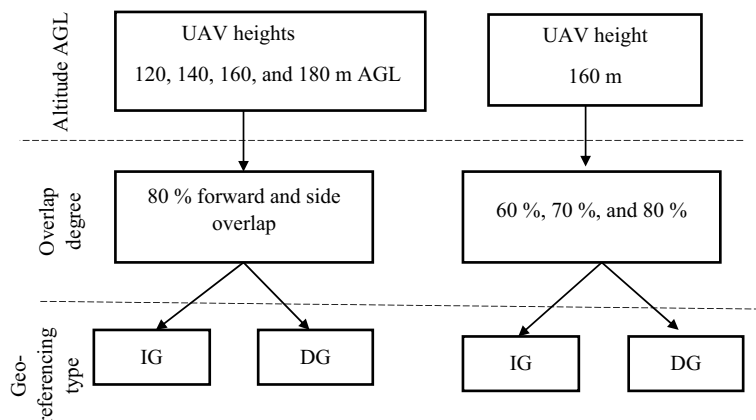 Altitude AGL
UAV heights
120, 140, 160, and 180 m AGL
UAV height
160 m
Overlap
degree
80 % forward and side
overlap
60 %, 70 %, and 80 %
Geo-
referencing
type
IG
DG
IG
DG